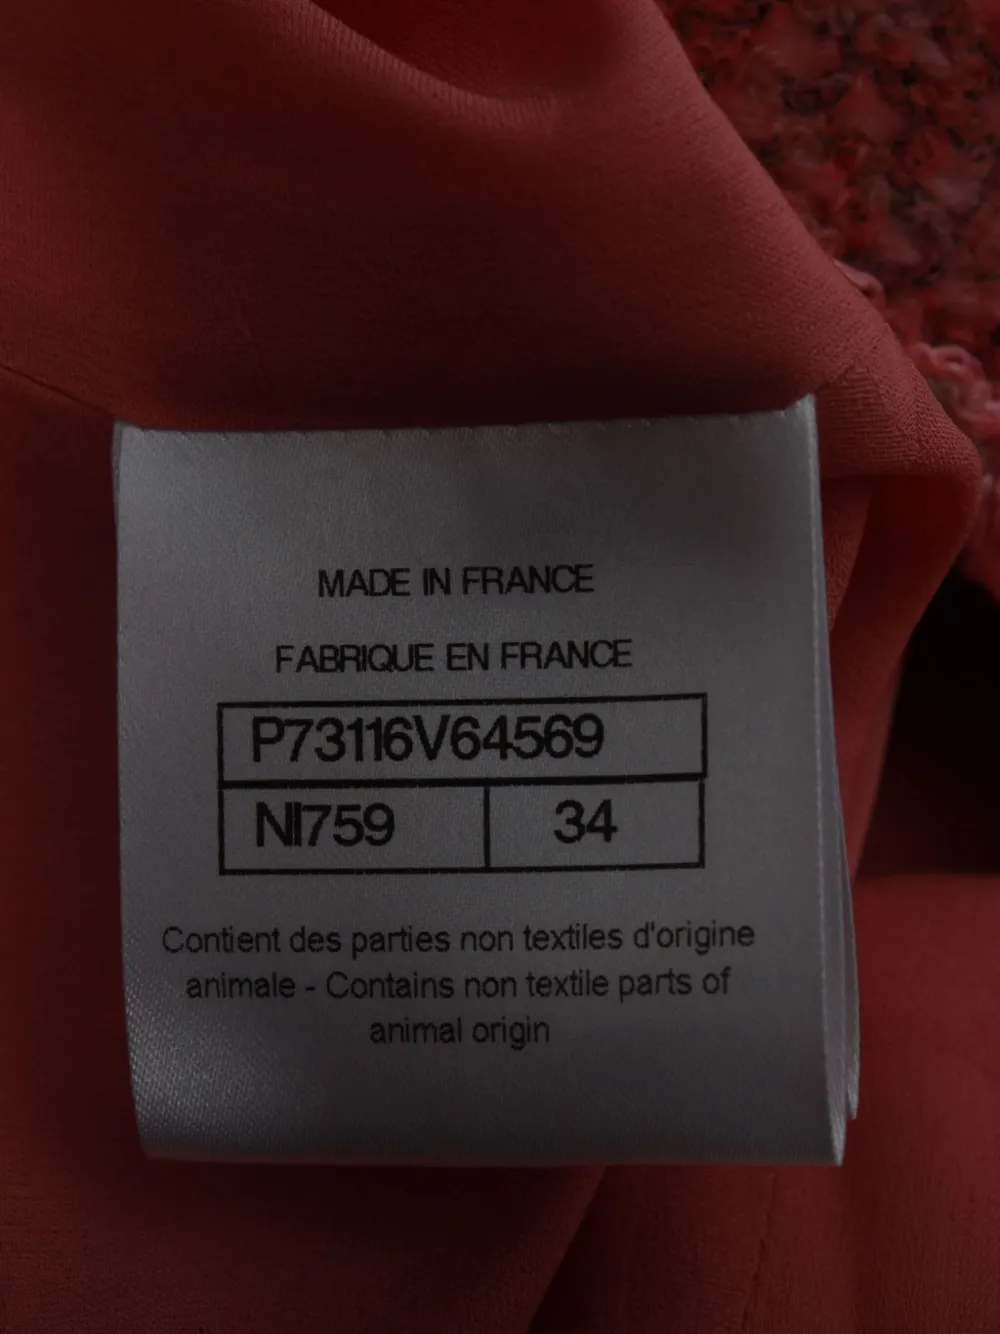 MADE IN FRANCE
FABRIQUE EN FRANCE
P73116V64569
NI759 34
Contient des parties non textiles d'origine
animale - Contains non textile parts of
animal origin